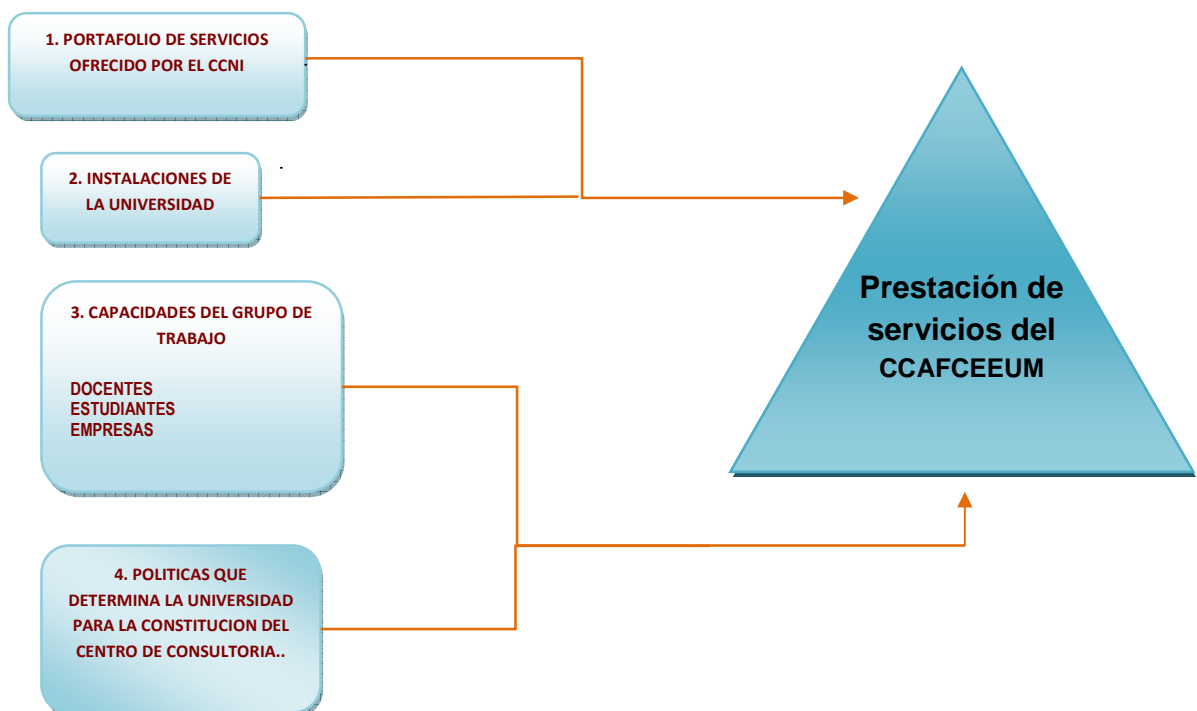 1. PORTAFOLIO DE SERVICIOS
OFRECIDO POR EL CCNI
2. INSTALACIONES DE
LA UNIVERSIDAD
3. CAPACIDADES DEL GRUPO DE
TRABAJO
DOCENTES
ESTUDIANTES
EMPRESAS
4. POLITICAS QUE
DETERMINA LA UNIVERSIDAD
PARA LA CONSTITUCION DEL
CENTRO DE CONSULTORIA..
Prestación de
servicios del
CCAFCEEUM